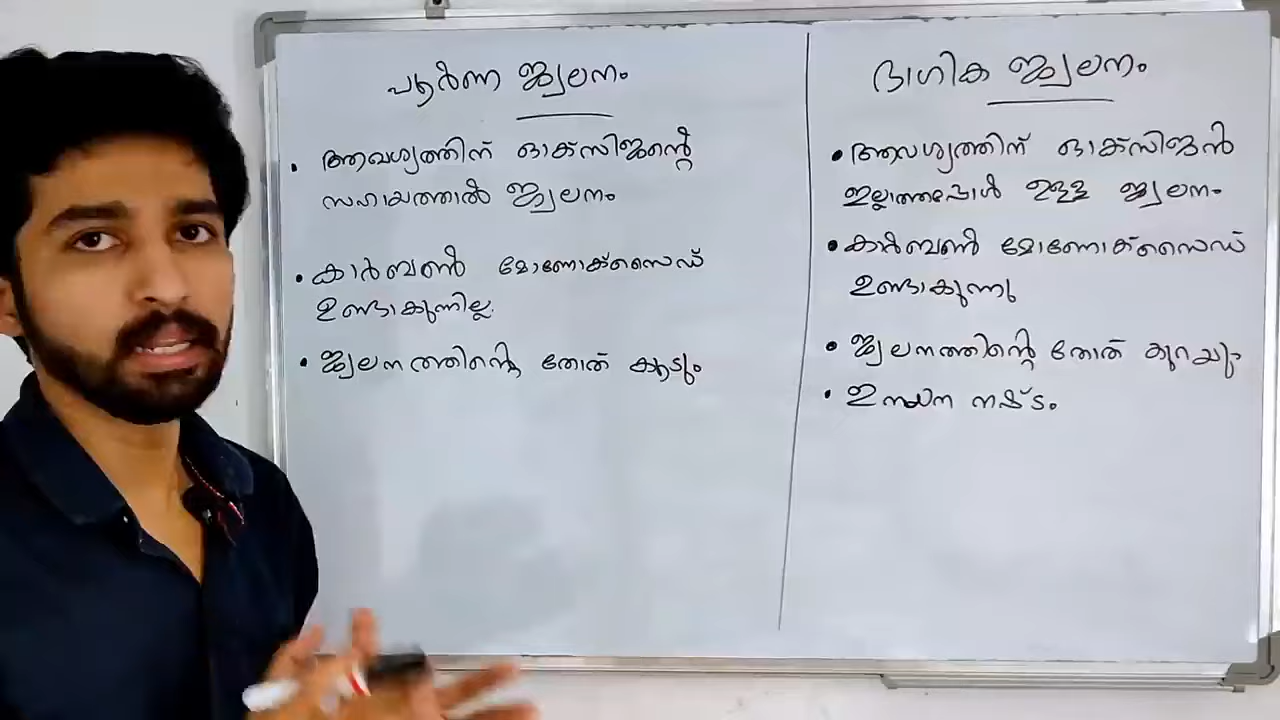 പൂർണ്ണ ജ്വലനം
• ആവശ്യത്തിന് ഓക്സിജന്റെ
സഹായത്താൽ ജ്വലനം
• കാർബൺ മോണോക്സൈഡ്
ഉണ്ടാകുന്നില്ല.
• ജ്വലനത്തിന്റെ തോത് കൂടും
ഭാഗിക ജ്വലനം
• ആവശ്യത്തിന് ഓക്സിജൻ
ഇല്ലാത്തപ്പോൾ ഉള്ള ജ്വലനം
• കാർബൺ മോണോക്സൈഡ്
ഉണ്ടാകുന്നു
• ജ്വലനത്തിന്റെ തോത് കുറയും
• ഇന്ധന നഷ്ടം